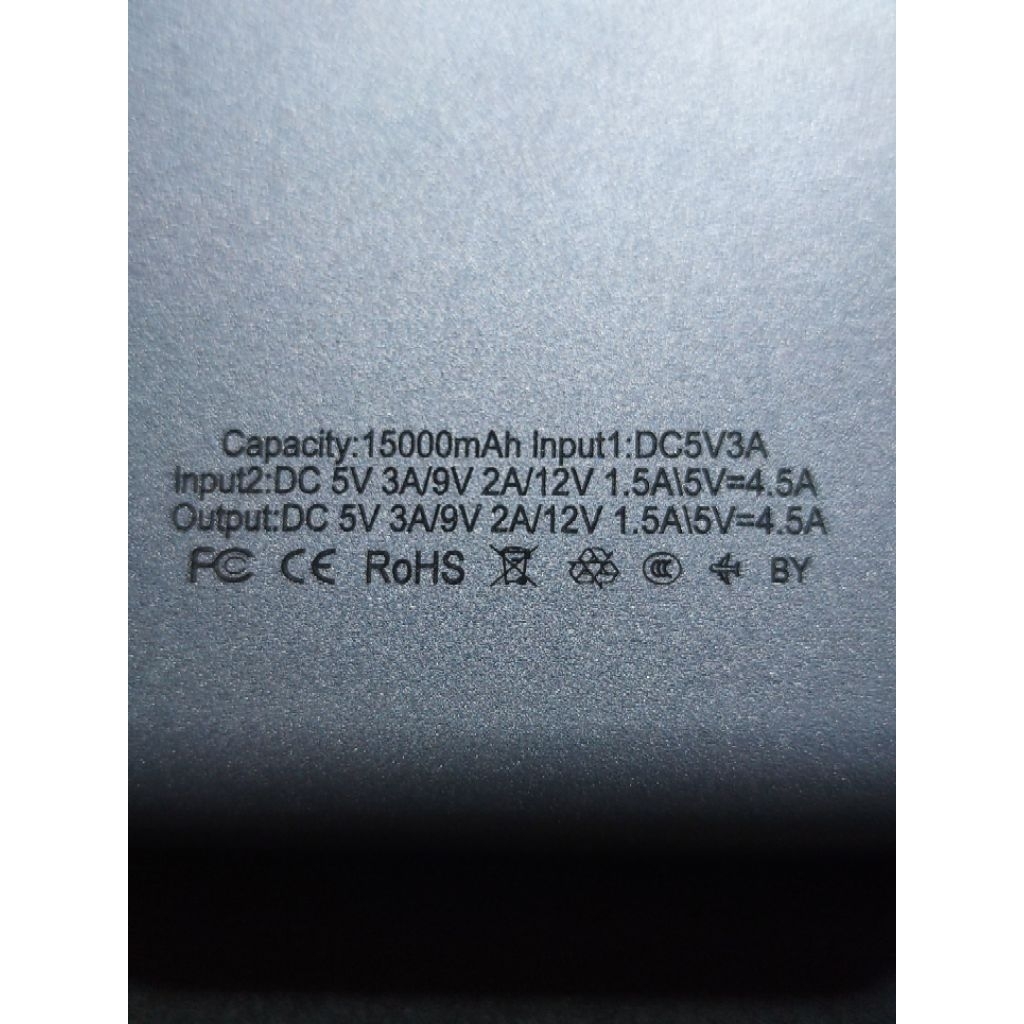 Capacity:15000mAh Input1:DC5V3A
Input2:DC 5V 3A/9V 2A/12V 1.5A\5V=4.5A
Output:DC 5V 3A/9V 2A/12V 1.5A\5V=4.5A
FC CE RoHS CCC BY